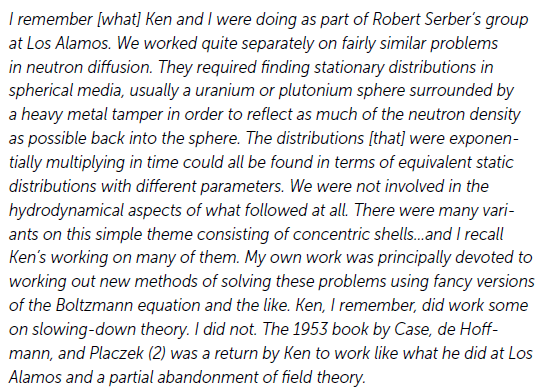 I remember [what] Ken and I were doing as part of Robert Serber's group
at Los Alamos. We worked quite separately on fairly similar problems
in neutron diffusion. They required finding stationary distributions in
spherical media, usually a uranium or plutonium sphere surrounded by
a heavy metal tamper in order to reflect as much of the neutron density
as possible back into the sphere. The distributions [that] were exponen-
tially multiplying in time could all be found in terms of equivalent static
distributions with different parameters. We were not involved in the
hydrodynamical aspects of what followed at all. There were many vari-
ants on this simple theme consisting of concentric shells...and I recall
Ken's working on many of them. My own work was principally devoted to
working out new methods of solving these problems using fancy versions
of the Boltzmann equation and the like. Ken, I remember, did work some
on slowing-down theory. I did not. The 1953 book by Case, de Hoff-
mann, and Placzek (2) was a return by Ken to work like what he did at Los
Alamos and a partial abandonment of field theory.